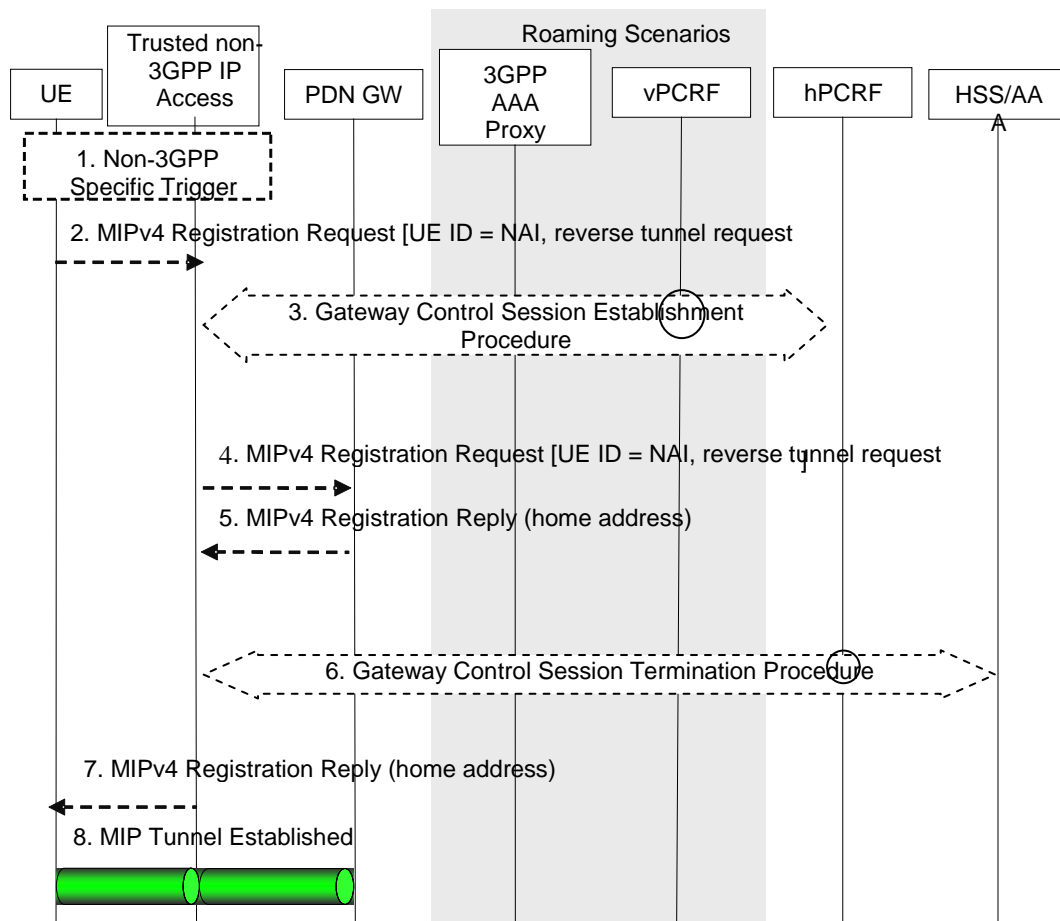 Roaming Scenarios
UE
Trusted non-
3GPP IP
Access
PDN GW
3GPP
AAA
Proxy
vPCRF
hPCRF
HSS/AA
A
1. Non-3GPP
Specific Trigger
2. MIPv4 Registration Request [UE ID = NAI, reverse tunnel request
3. Gateway Control Session Establishment
Procedure
4. MIPv4 Registration Request [UE ID = NAI, reverse tunnel request
]
5. MIPv4 Registration Reply (home address)
6. Gateway Control Session Termination Procedure
7. MIPv4 Registration Reply (home address)
8. MIP Tunnel Established